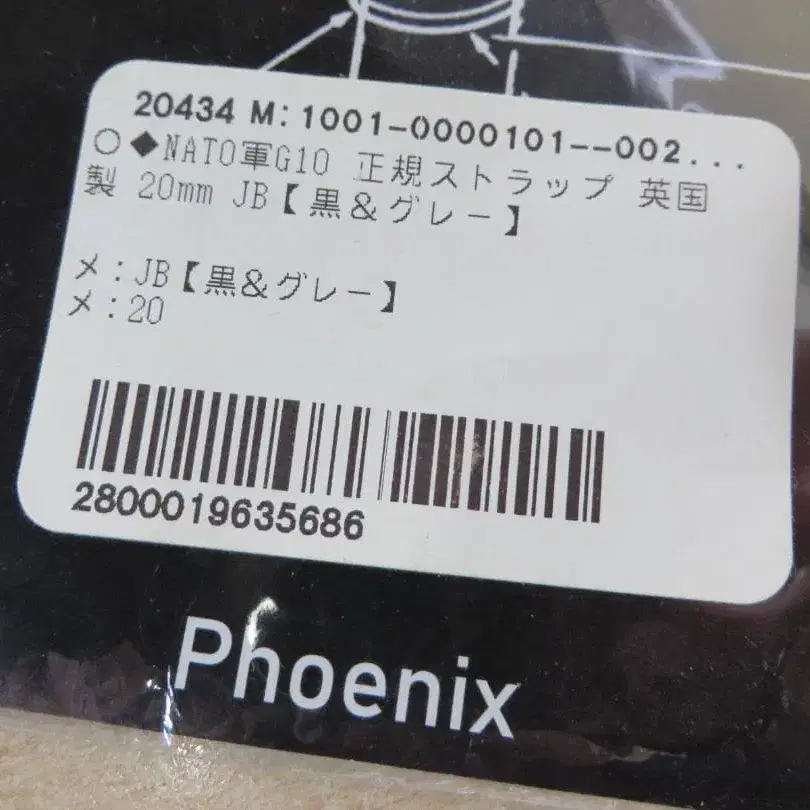 20434 M: 1001-0000101--002...
○◆NATO軍G10 正規ストラップ 英国
製 20mm JB【黒&グレー】
メ:JB【黒&グレー】
メ:20
2800019635686
Phoenix